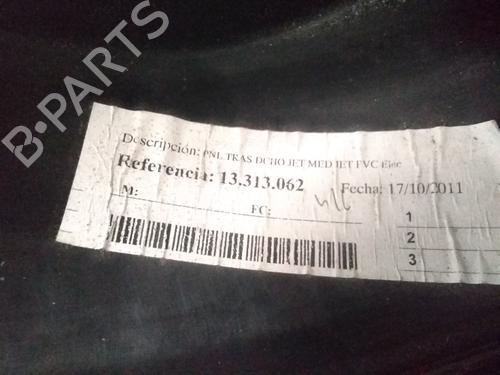 B-PARTS
Descripción: PNL TRAS DCHO JET MED JET FVC Elec
Referencia: 13.313.062
Fecha: 17/10/2011
M:
FC:
1
2
3